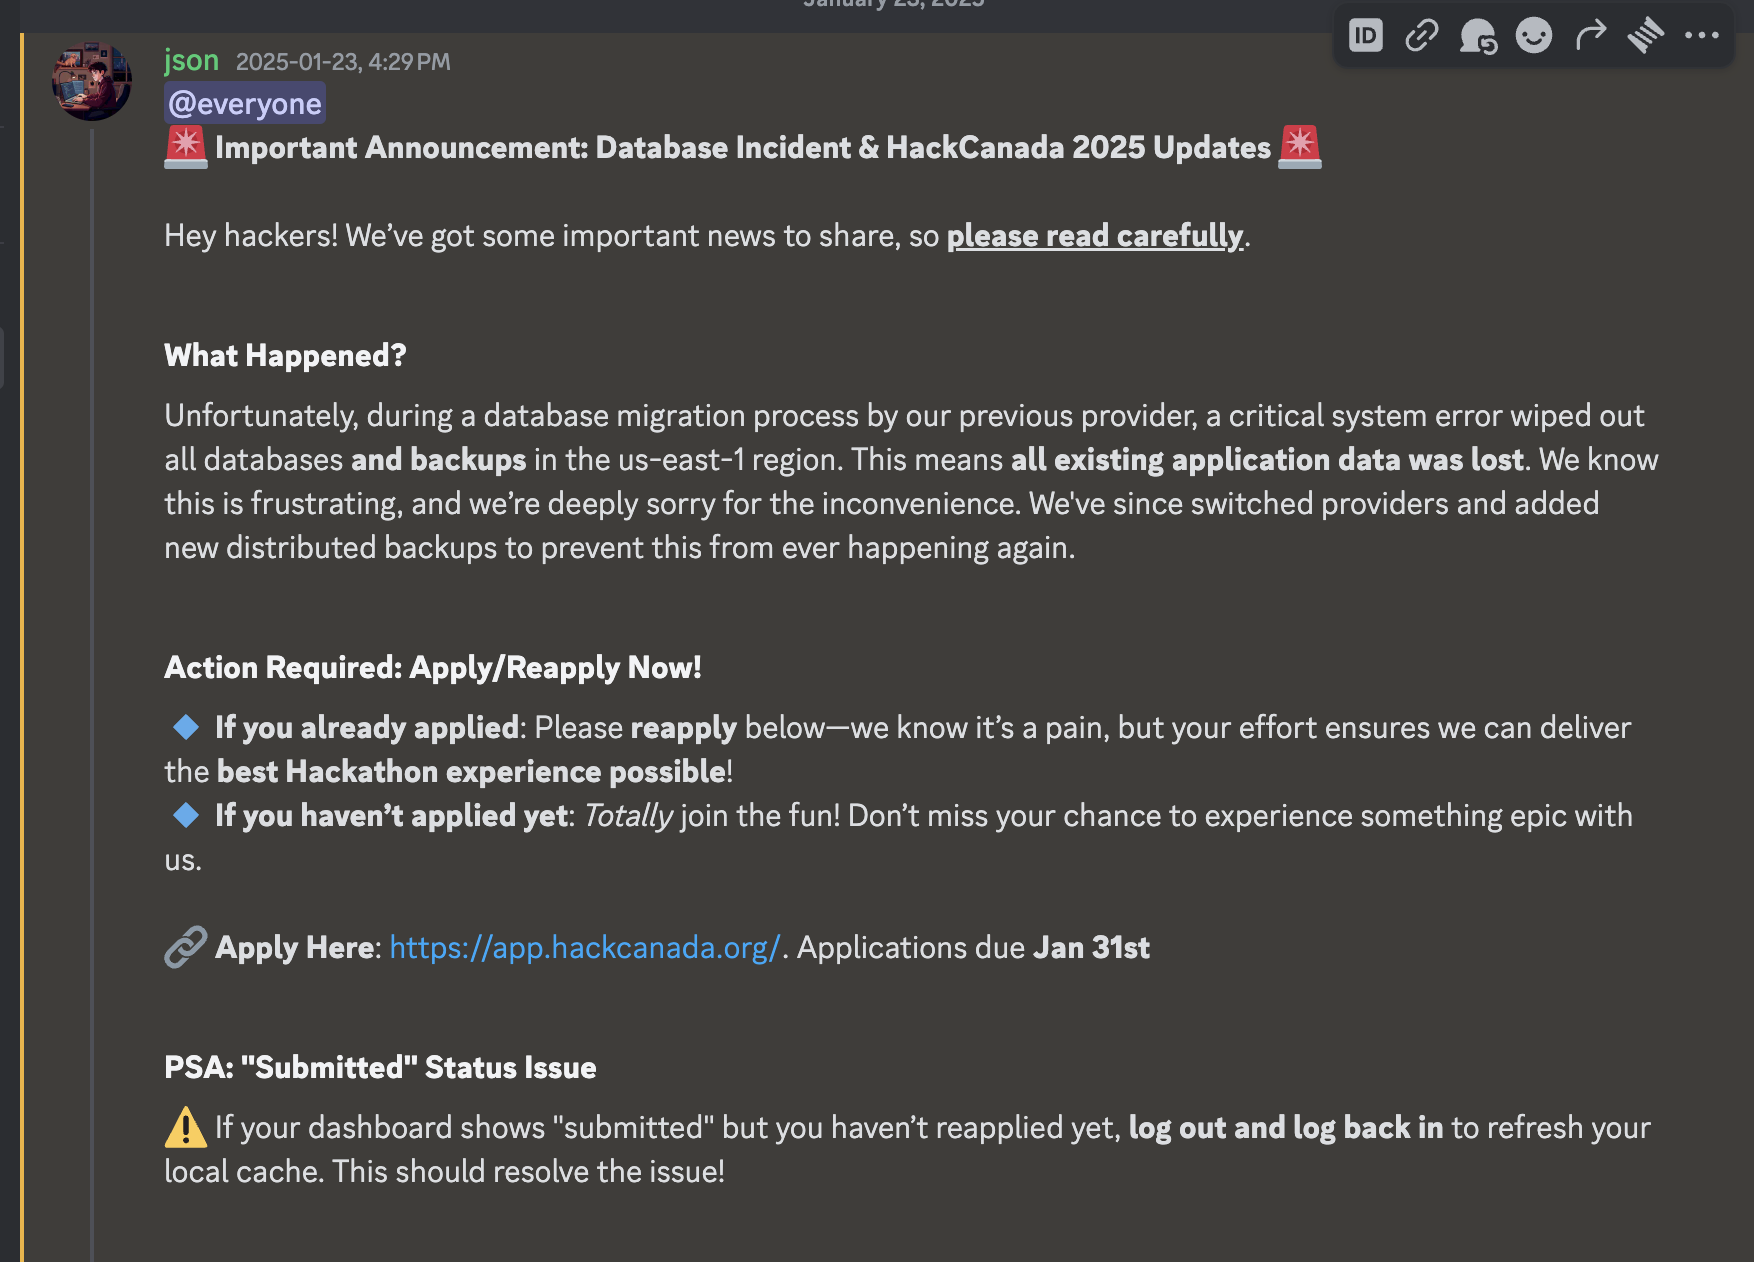 January 23, 2025
ID
json 2025-01-23, 4:29 PM
@everyone
🚨 Important Announcement: Database Incident & HackCanada 2025 Updates 🚨
Hey hackers! We’ve got some important news to share, so please read carefully.
What Happened?
Unfortunately, during a database migration process by our previous provider, a critical system error wiped out
all databases and backups in the us-east-1 region. This means all existing application data was lost. We know
this is frustrating, and we’re deeply sorry for the inconvenience. We've since switched providers and added
new distributed backups to prevent this from ever happening again.
Action Required: Apply/Reapply Now!
🔹 If you already applied: Please reapply below—we know it’s a pain, but your effort ensures we can deliver
the best Hackathon experience possible!
🔹 If you haven’t applied yet: Totally join the fun! Don’t miss your chance to experience something epic with
us.
🔗 Apply Here: https://app.hackcanada.org/. Applications due Jan 31st
PSA: "Submitted" Status Issue
⚠️ If your dashboard shows "submitted" but you haven’t reapplied yet, log out and log back in to refresh your
local cache. This should resolve the issue!